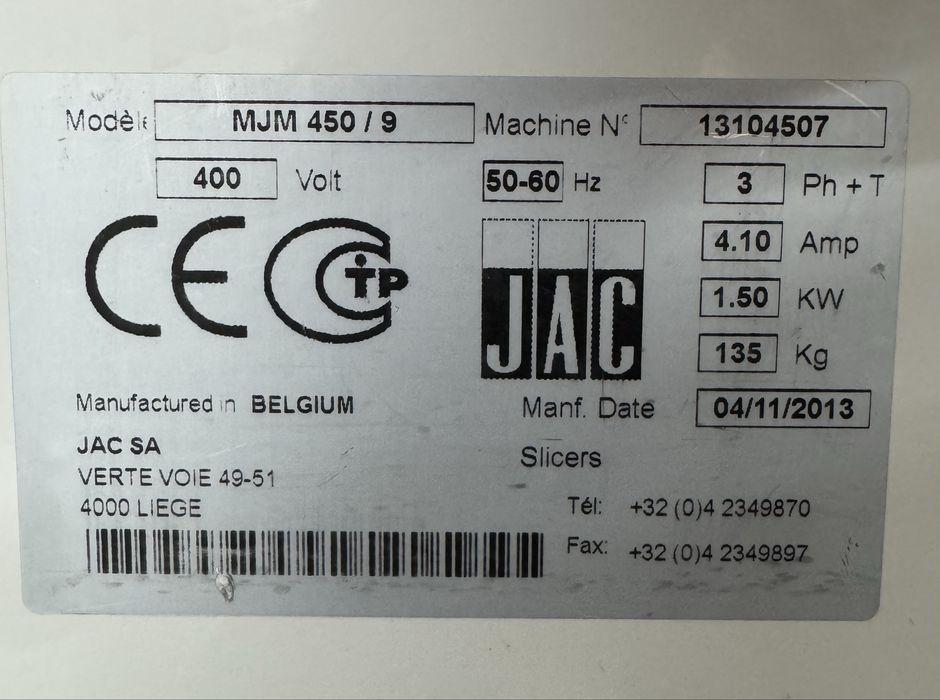 Modèle MJM 450 / 9 Machine N° 13104507
400 Volt 50-60 Hz 3 Ph + T
4.10 Amp
CE TP JAC
1.50 KW
135 Kg
Manufactured in BELGIUM Manf. Date 04/11/2013
JAC SA
Slicers
VERTE VOIE 49-51
4000 LIEGE Tél: +32 (0)4 2349870
Fax: +32 (0)4 2349897